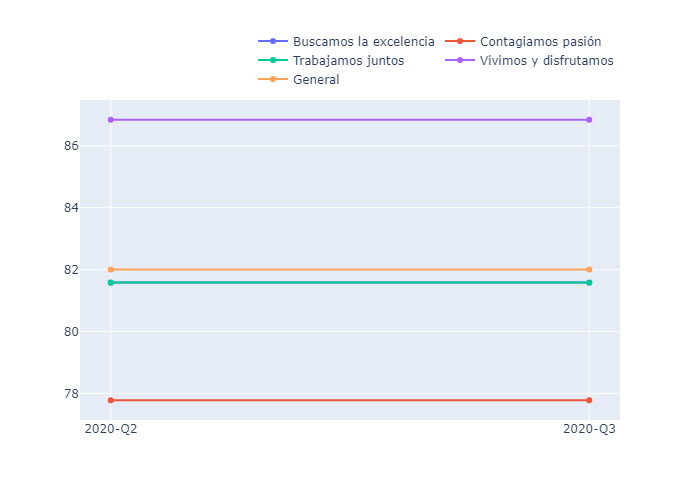 Buscamos la excelencia Contagiamos pasión
Trabajamos juntos Vivimos y disfrutamos
General
86
84
82
80
78
2020-Q2 2020-Q3